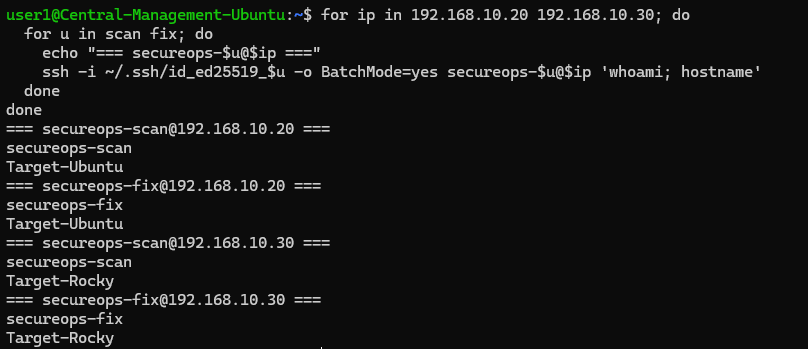 user1@Central-Management-Ubuntu:~$ for ip in 192.168.10.20 192.168.10.30; do
  for u in scan fix; do
    echo "=== secureops-$u@$ip ==="
    ssh -i ~/.ssh/id_ed25519_$u -o BatchMode=yes secureops-$u@$ip 'whoami; hostname'
  done
done
=== secureops-scan@192.168.10.20 ===
secureops-scan
Target-Ubuntu
=== secureops-fix@192.168.10.20 ===
secureops-fix
Target-Ubuntu
=== secureops-scan@192.168.10.30 ===
secureops-scan
Target-Rocky
=== secureops-fix@192.168.10.30 ===
secureops-fix
Target-Rocky